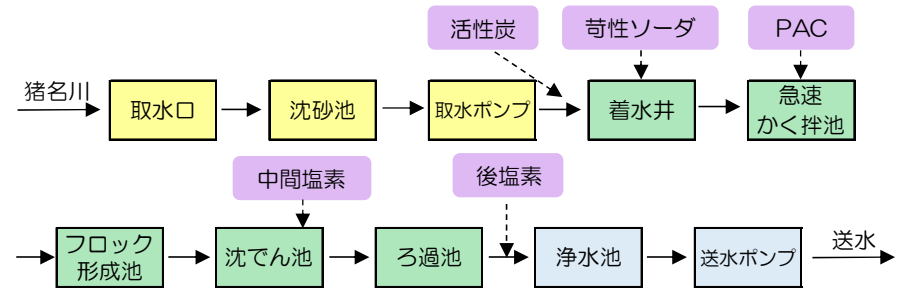 活性炭
苛性ソーダ
PAC
猪名川
取水口
沈砂池
取水ポンプ
着水井
急速
かく拌池
中間塩素
後塩素
フロック
形成池
沈でん池
ろ過池
浄水池
送水ポンプ
送水